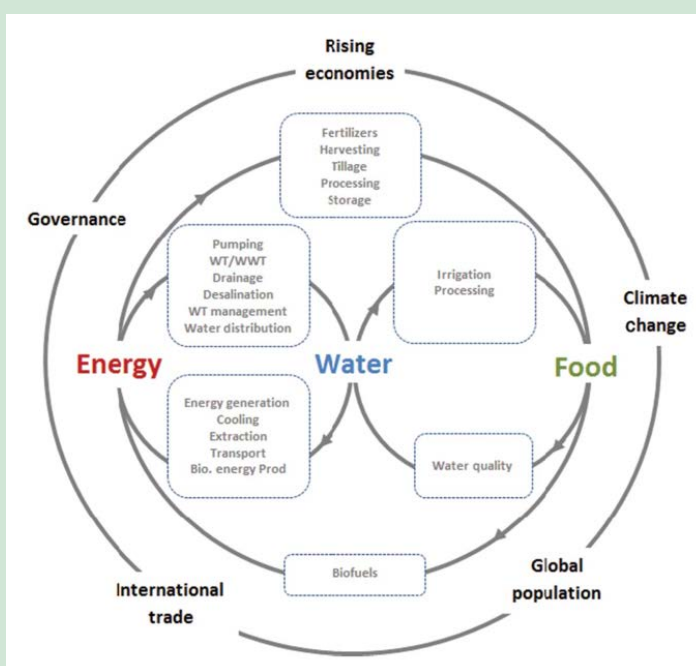 Rising
economies
Fertilizers
Harvesting
Tillage
Processing
Storage
Governance
Pumping
WT/WWT
Drainage
Desalination
WT management
Water distribution
Irrigation
Processing
Climate
change
Energy
Water
Food
Energy generation
Cooling
Extraction
Transport
Bio. energy Prod
Water quality
Biofuels
International
trade
Global
population